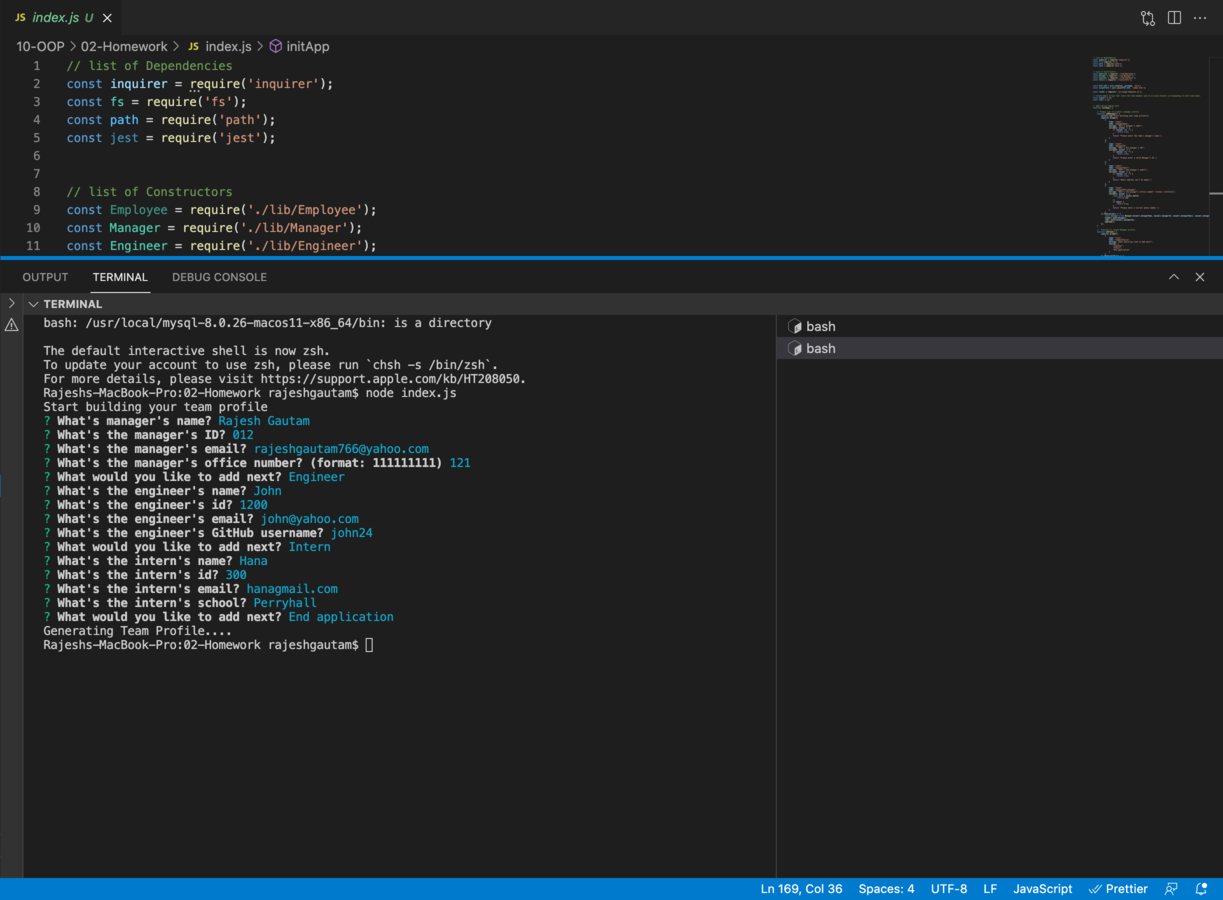 JS index.js U
10-OOP > 02-Homework > JS index.js > initApp
1 // list of Dependencies
2 const inquirer = require('inquirer');
3 const fs = require('fs');
4 const path = require('path');
5 const jest = require('jest');
6
7
8 // list of Constructors
9 const Employee = require('./lib/Employee');
10 const Manager = require('./lib/Manager');
11 const Engineer = require('./lib/Engineer');
OUTPUT TERMINAL DEBUG CONSOLE
TERMINAL
bash: /usr/local/mysql-8.0.26-macos11-x86_64/bin: is a directory
The default interactive shell is now zsh.
To update your account to use zsh, please run `chsh -s /bin/zsh`.
For more details, please visit https://support.apple.com/kb/HT208050.
Rajeshs-MacBook-Pro:02-Homework rajeshgautam$ node index.js
Start building your team profile
? What's manager's name? Rajesh Gautam
? What's the manager's ID? 012
? What's the manager's email? rajeshgautam766@yahoo.com
? What's the manager's office number? (format: 111111111) 121
? What would you like to add next? Engineer
? What's the engineer's name? John
? What's the engineer's id? 1200
? What's the engineer's email? john@yahoo.com
? What's the engineer's GitHub username? john24
? What would you like to add next? Intern
? What's the intern's name? Hana
? What's the intern's id? 300
? What's the intern's email? hanagmail.com
? What's the intern's school? Perryhall
? What would you like to add next? End application
Generating Team Profile....
Rajeshs-MacBook-Pro:02-Homework rajeshgautam$
bash
bash
Ln 169, Col 36 Spaces: 4 UTF-8 LF JavaScript Prettier